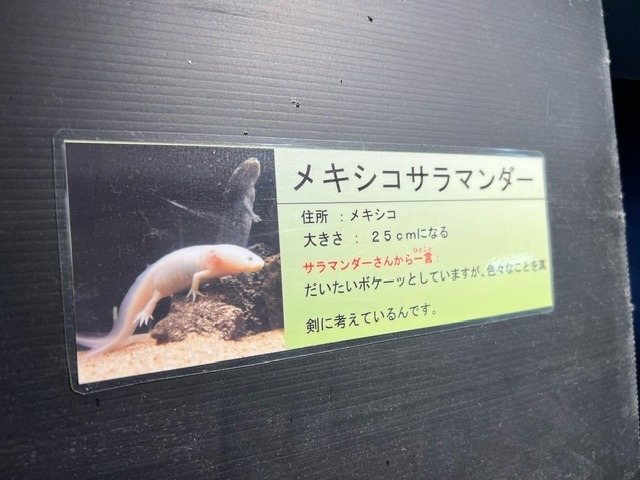 メキシコサラマンダー
住所 : メキシコ
大きさ : 25cmになる
ひとこと
サラマンダーさんから一言:
だいたいボケーッとしていますが、色々なことを真
剣に考えているんです。